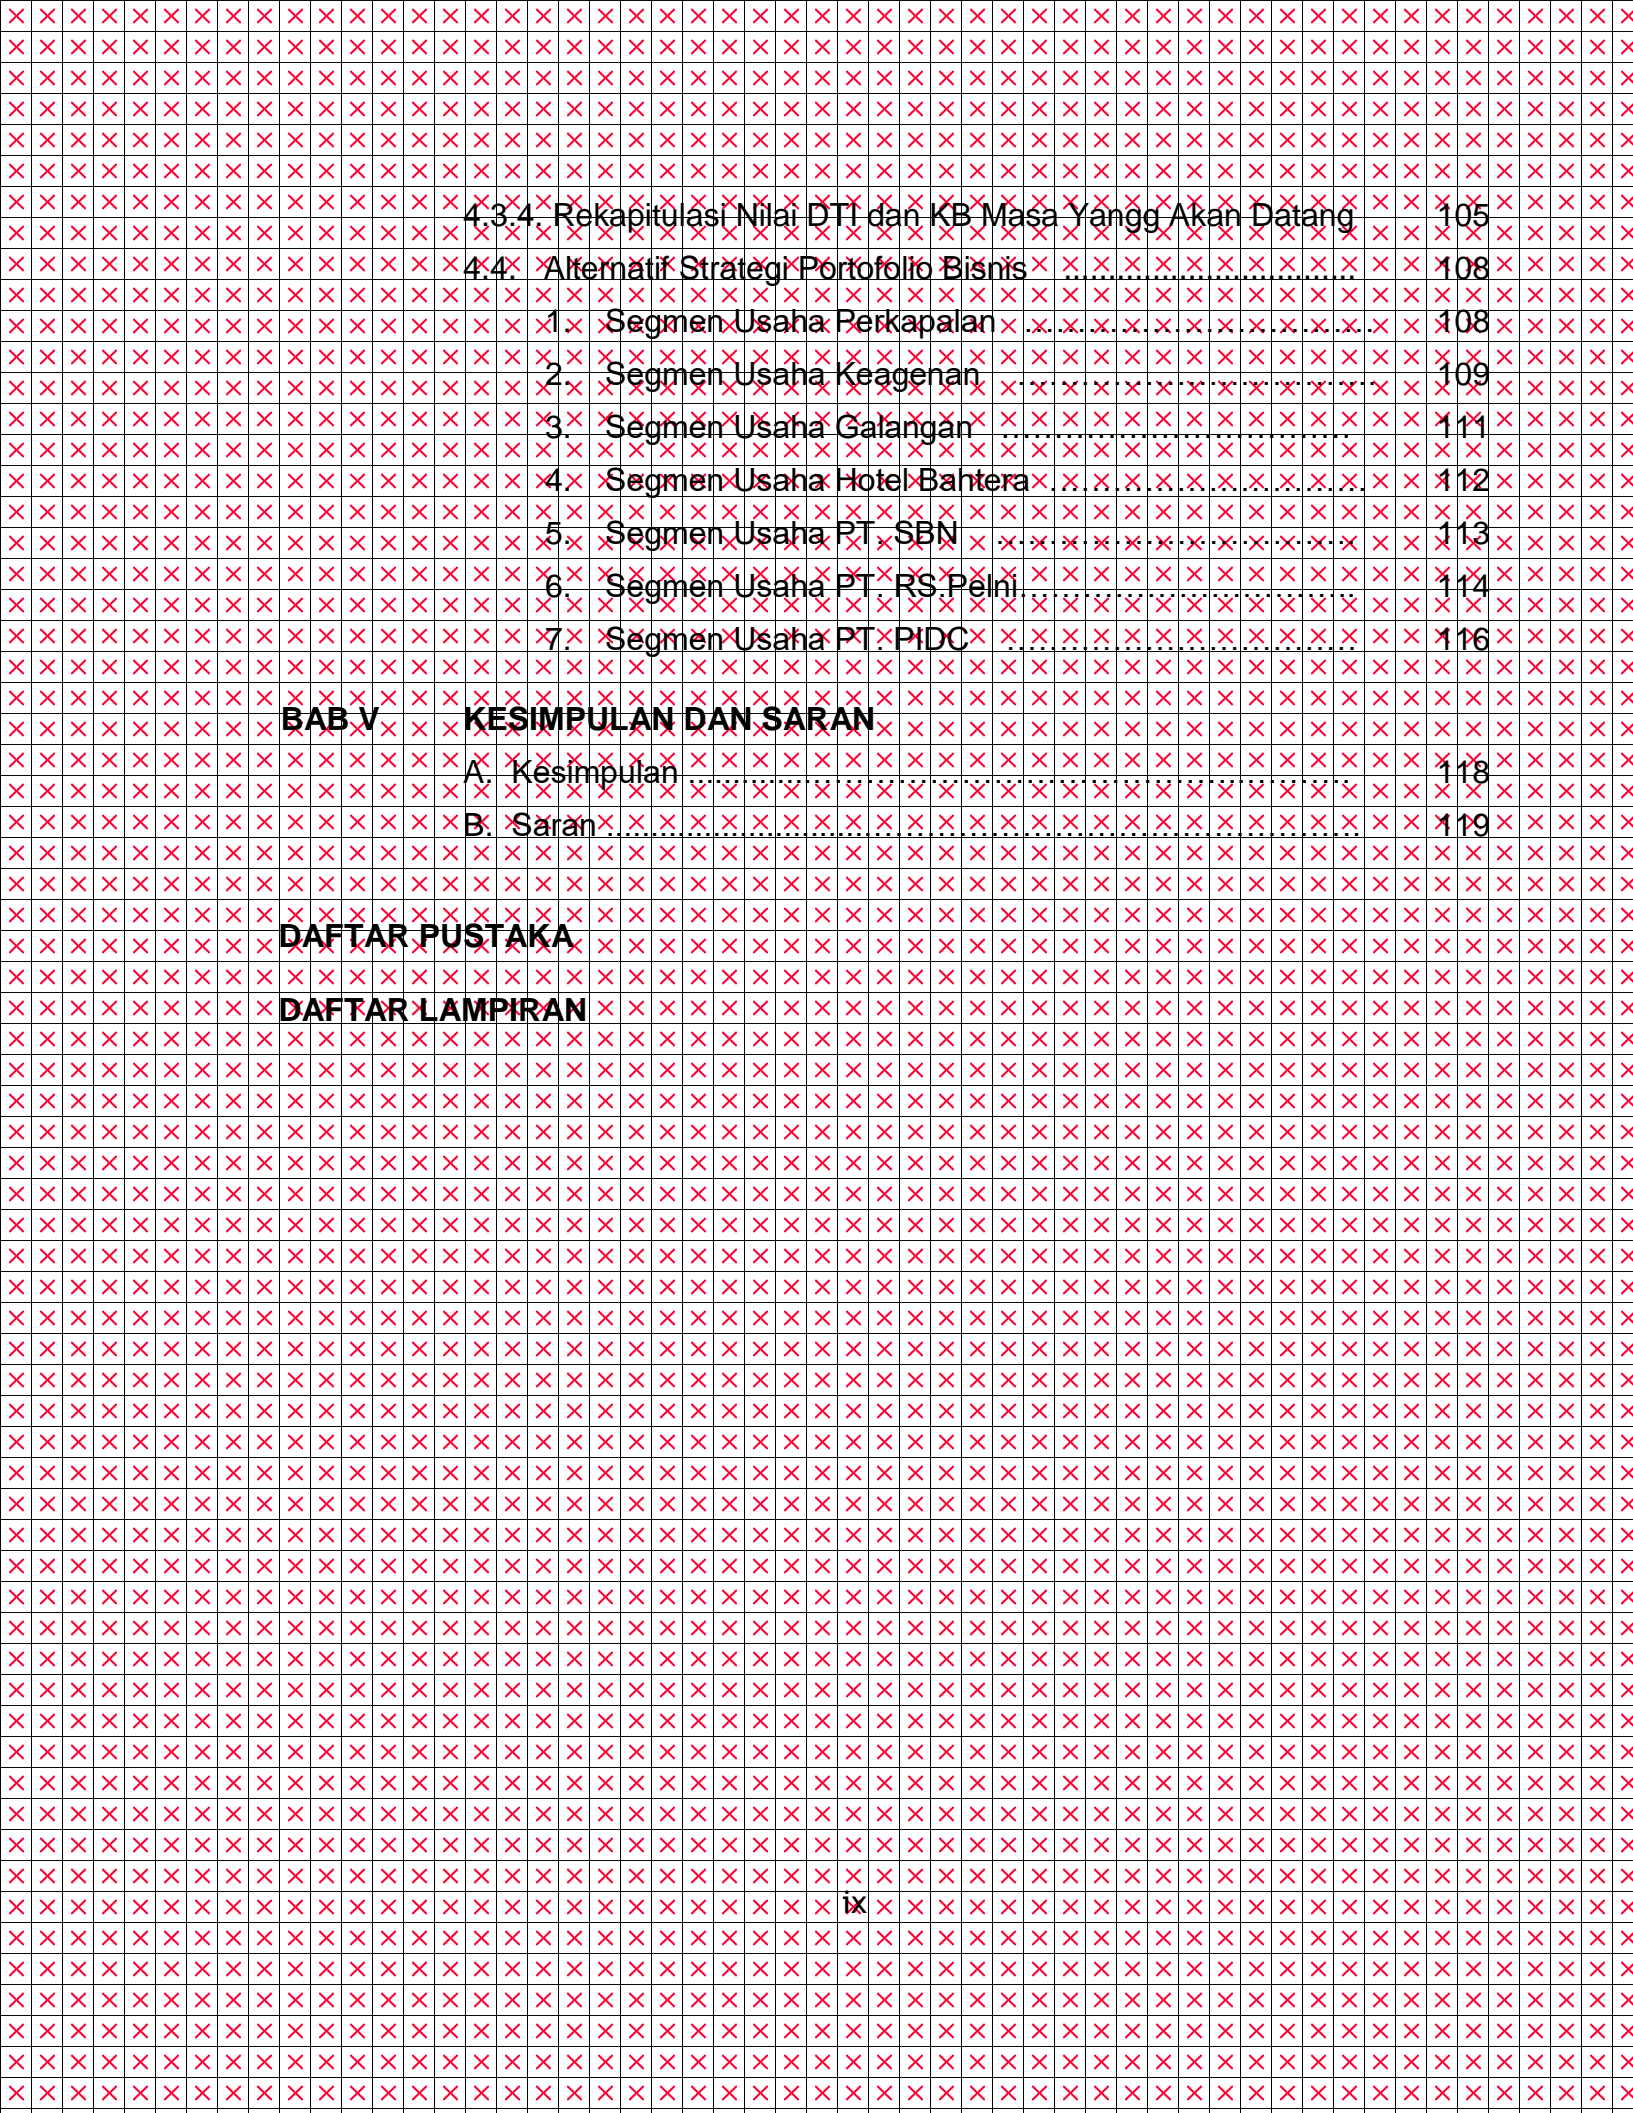 4.3.4. Rekapitulasi Nilai DTI dan KB Masa Yangg Akan Datang 105
4.4. Alternatif Strategi Portofolio Bisnis ................................. 108
1. Segmen Usaha Perkapalan ................................. 108
2. Segmen Usaha Keagenan ................................. 109
3. Segmen Usaha Galangan ................................. 111
4. Segmen Usaha Hotel Bahtera ................................. 112
5. Segmen Usaha PT. SBN ................................. 113
6. Segmen Usaha PT. RS.Pelni................................. 114
7. Segmen Usaha PT. PIDC ................................. 116
BAB V KESIMPULAN DAN SARAN
A. Kesimpulan ................................................................ 118
B. Saran ........................................................................ 119
DAFTAR PUSTAKA
DAFTAR LAMPIRAN
ix